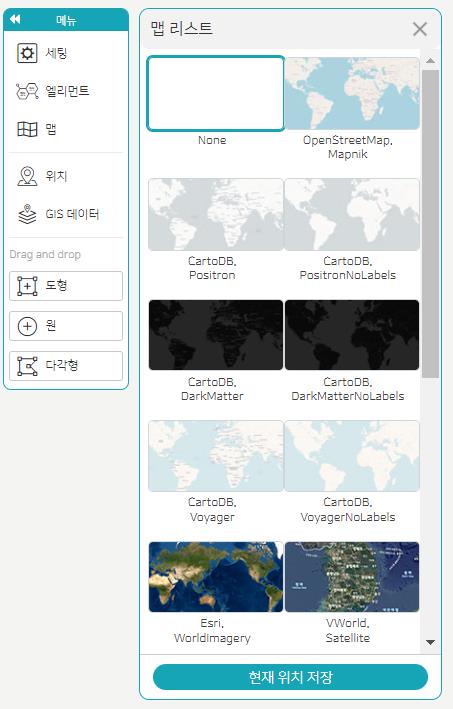 메뉴
세팅
엘리먼트
맵
위치
GIS 데이터
Drag and drop
도형
원
다각형
맵 리스트
None
OpenStreetMap,
Mapnik
CartoDB,
Positron
CartoDB,
PositronNoLabels
CartoDB,
DarkMatter
CartoDB,
DarkMatterNoLabels
CartoDB,
Voyager
CartoDB,
VoyagerNoLabels
Esri,
WorldImagery
VWorld,
Satellite
현재 위치 저장